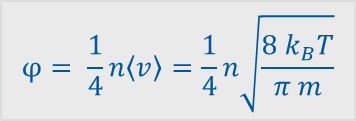 φ = 1/4 n⟨v⟩ = 1/4 n √(8 k_B T / π m)